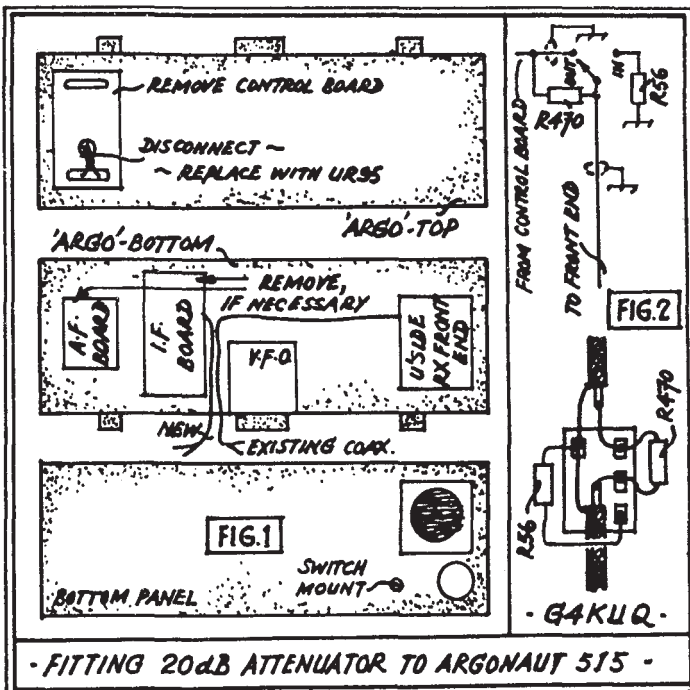 REMOVE CONTROL BOARD
DISCONNECT ~
~ REPLACE WITH UR95
'ARGO'-TOP
'ARGO'-BOTTOM
REMOVE,
IF NECESSARY
A.F.
BOARD
I.F.
BOARD
V.F.O.
U'SIDE
RX FRONT
END
NEW
EXISTING COAX.
FIG.1
SWITCH
MOUNT
BOTTOM PANEL
OUT
IN
R56
R470
FROM CONTROL BOARD
TO FRONT END
FIG.2
R470
R56
- G4KUQ -
- FITTING 20dB ATTENUATOR TO ARGONAUT 515 -